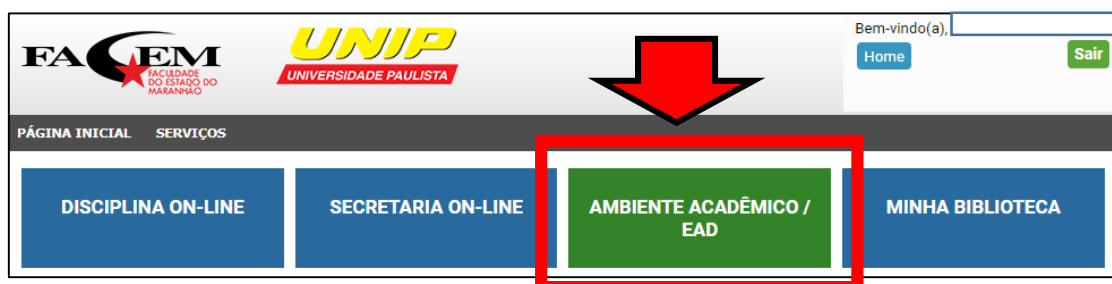 FACEM
FACULDADE
DO ESTADO DO
MARANHÃO
UNIP
UNIVERSIDADE PAULISTA
Bem-vindo(a),
Home
Sair
PÁGINA INICIAL SERVIÇOS
DISCIPLINA ON-LINE
SECRETARIA ON-LINE
AMBIENTE ACADÊMICO /
EAD
MINHA BIBLIOTECA